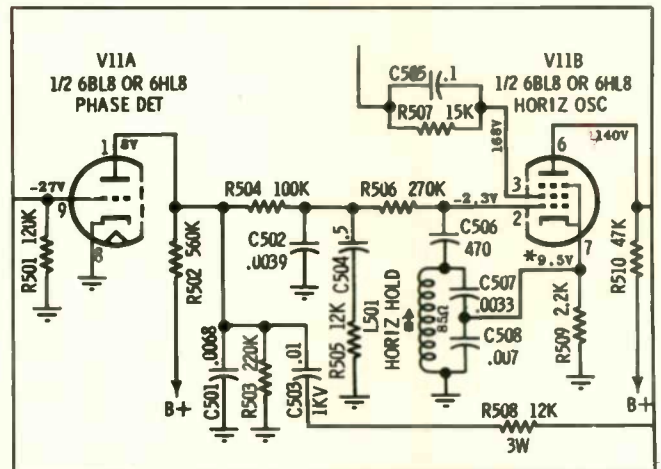 V11A
1/2 6BL8 OR 6HL8
PHASE DET
C505 .1
R507 15K
V11B
1/2 6BL8 OR 6HL8
HORIZ OSC
1
8V
168V
6
140V
-27V
9
R504 100K
R506 270K
-2.3V
3
2
8
R501 120K
R502 560K
C502
.0039
.5
C504
C506
470
7
*9.5V
R510 47K
C507
.0033
85Ω
L501
HORIZ HOLD
R505 12K
C508
.007
R509 2.2K
.0068
C501
R503 220K
.01
C503
1KV
B+
R508 12K
3W
B+